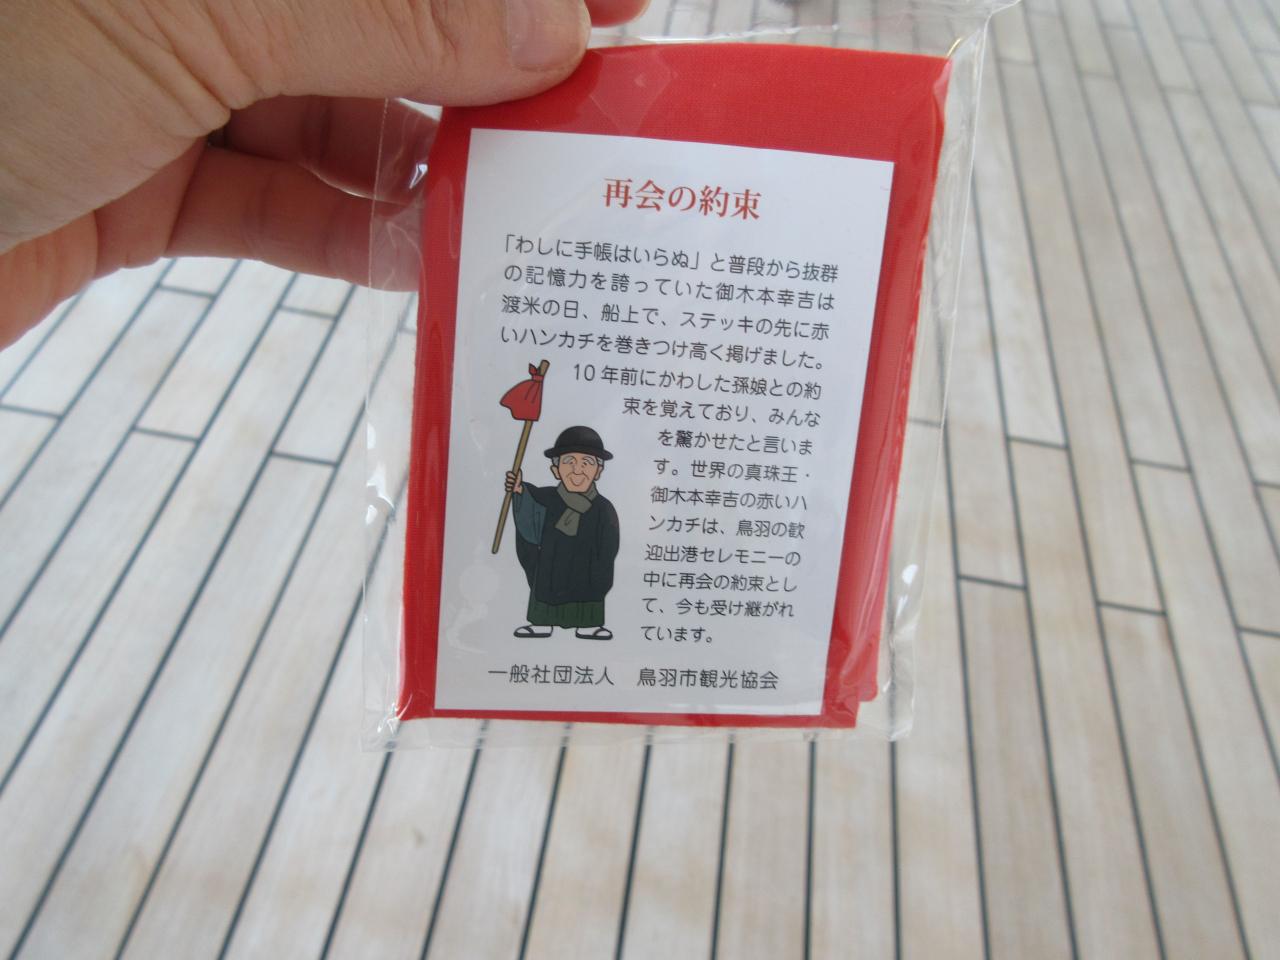 再会の約束
「わしに手帳はいらぬ」と普段から抜群
の記憶力を誇っていた御木本幸吉は
渡米の日、船上で、ステッキの先に赤
いハンカチを巻きつけ高く掲げました。
10年前にかわした孫娘との約
束を覚えており、みんな
を驚かせたと言いま
す。世界の真珠王・
御木本幸吉の赤いハ
ンカチは、鳥羽の歓
迎出港セレモニーの
中に再会の約束とし
て、今も受け継がれ
ています。
一般社団法人　鳥羽市観光協会